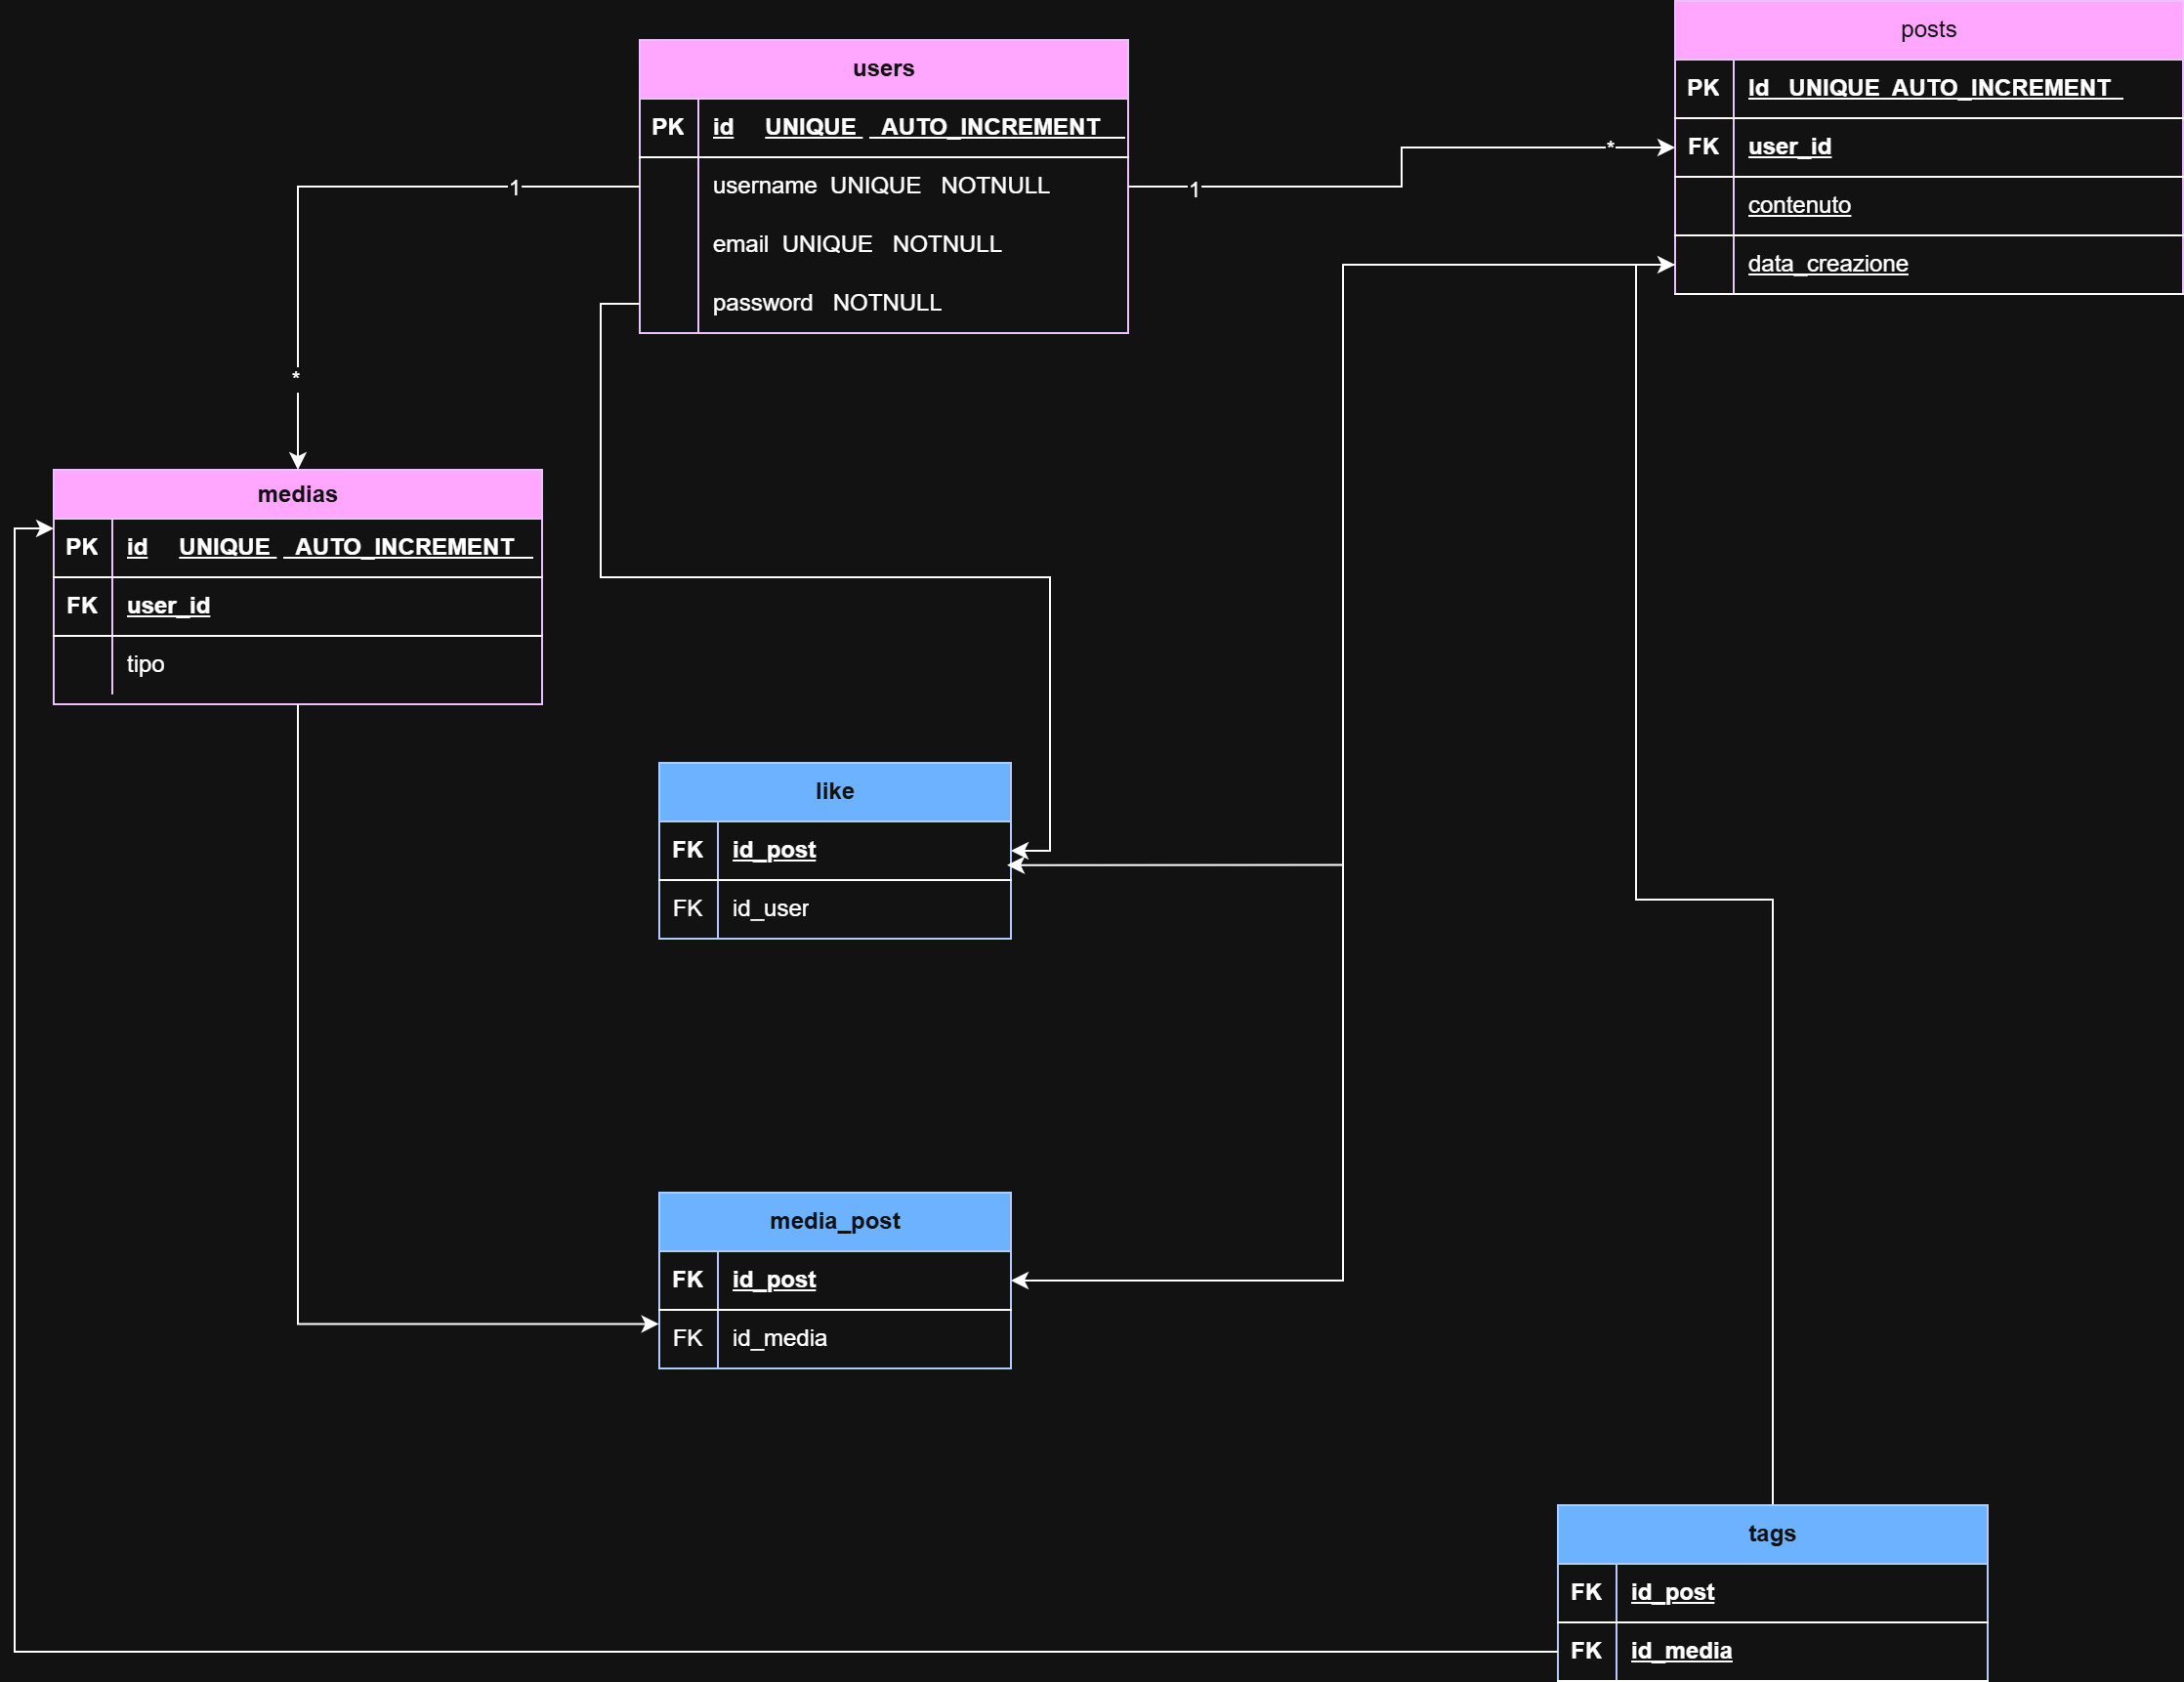 users
PK id UNIQUE AUTO_INCREMENT
username UNIQUE NOTNULL
email UNIQUE NOTNULL
password NOTNULL
posts
PK Id UNIQUE AUTO_INCREMENT
FK user_id
contenuto
data_creazione
1
*
1
*
medias
PK id UNIQUE AUTO_INCREMENT
FK user_id
tipo
like
FK id_post
FK id_user
media_post
FK id_post
FK id_media
tags
FK id_post
FK id_media